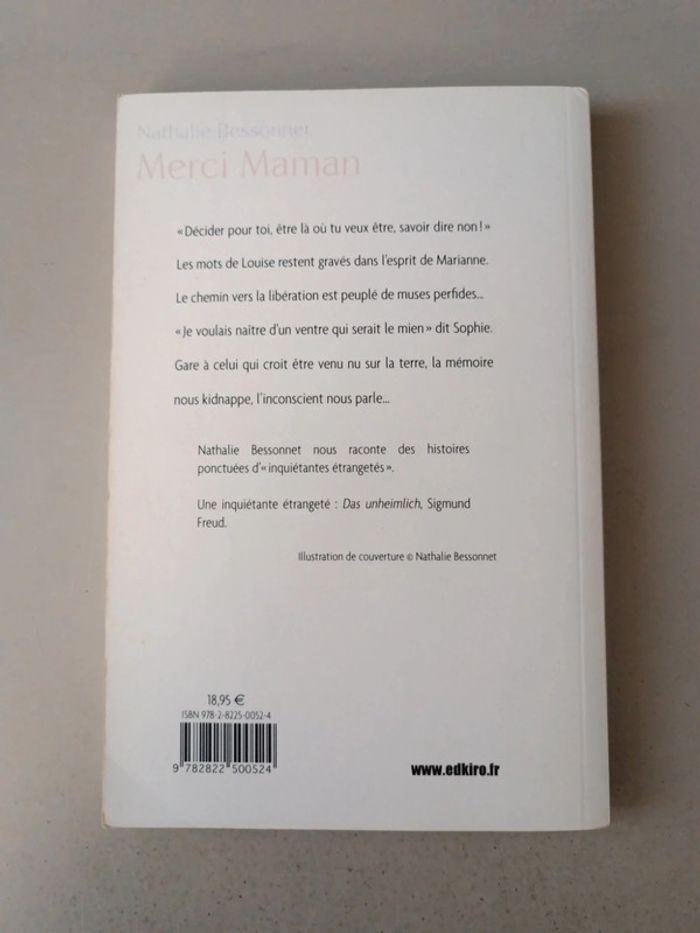 Nathalie Bessonnet
Merci Maman
«Décider pour toi, être là où tu veux être, savoir dire non!»
Les mots de Louise restent gravés dans l'esprit de Marianne.
Le chemin vers la libération est peuplé de muses perfides...
«Je voulais naître d'un ventre qui serait le mien» dit Sophie.
Gare à celui qui croit être venu nu sur la terre, la mémoire
nous kidnappe, l'inconscient nous parle...
Nathalie Bessonnet nous raconte des histoires
ponctuées d'«inquiétantes étrangetés».
Une inquiétante étrangeté : Das unheimlich, Sigmund
Freud.
Illustration de couverture © Nathalie Bessonnet
18,95 €
ISBN 978-2-8225-0052-4
9 782822 500524
www.edkiro.fr